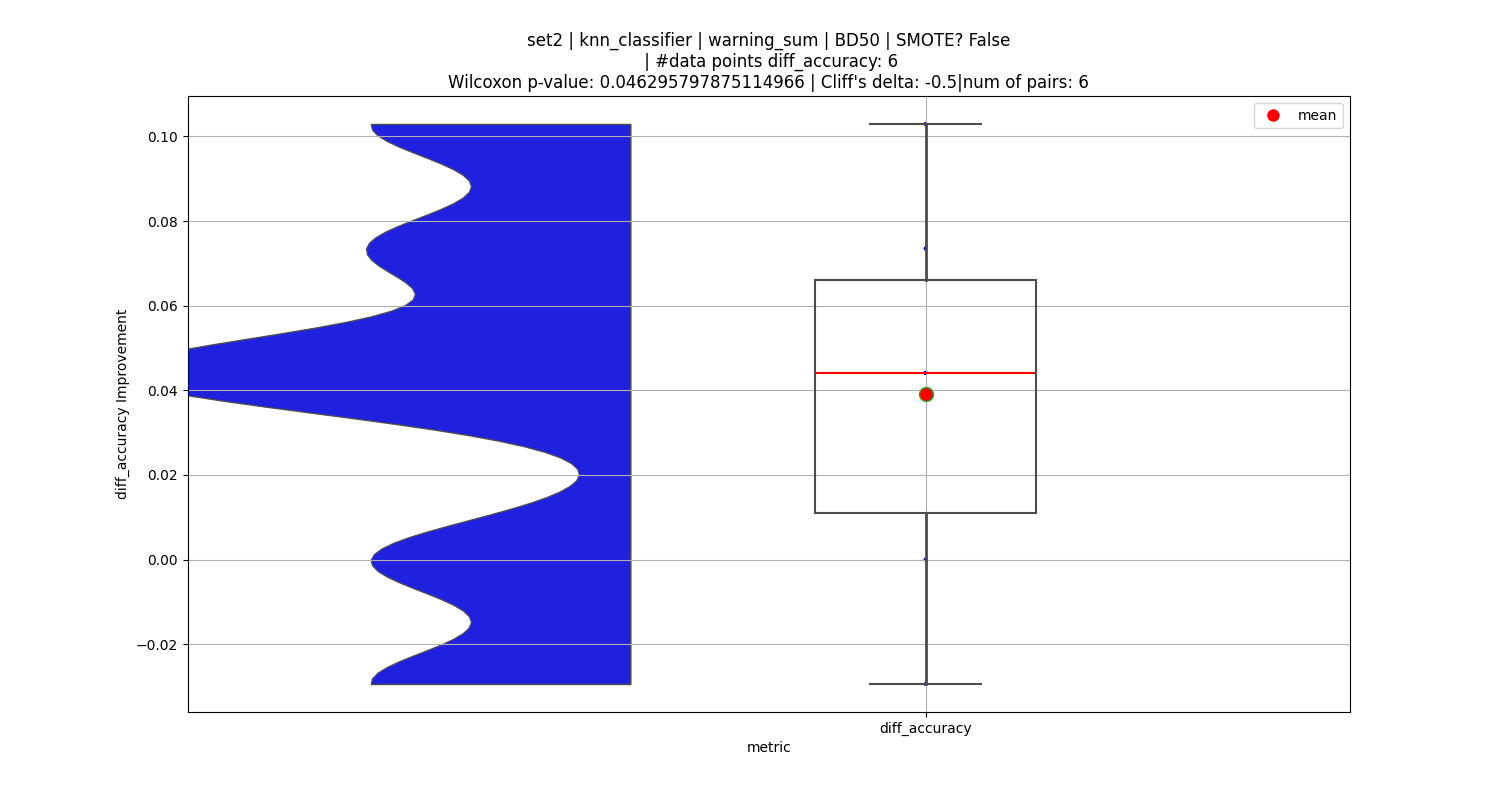 set2 | knn_classifier | warning_sum | BD50 | SMOTE? False
| #data points diff_accuracy: 6
Wilcoxon p-value: 0.046295797875114966 | Cliff's delta: -0.5|num of pairs: 6
mean
0.10
0.08
0.06
0.04
0.02
0.00
−0.02
diff_accuracy Improvement
diff_accuracy
metric